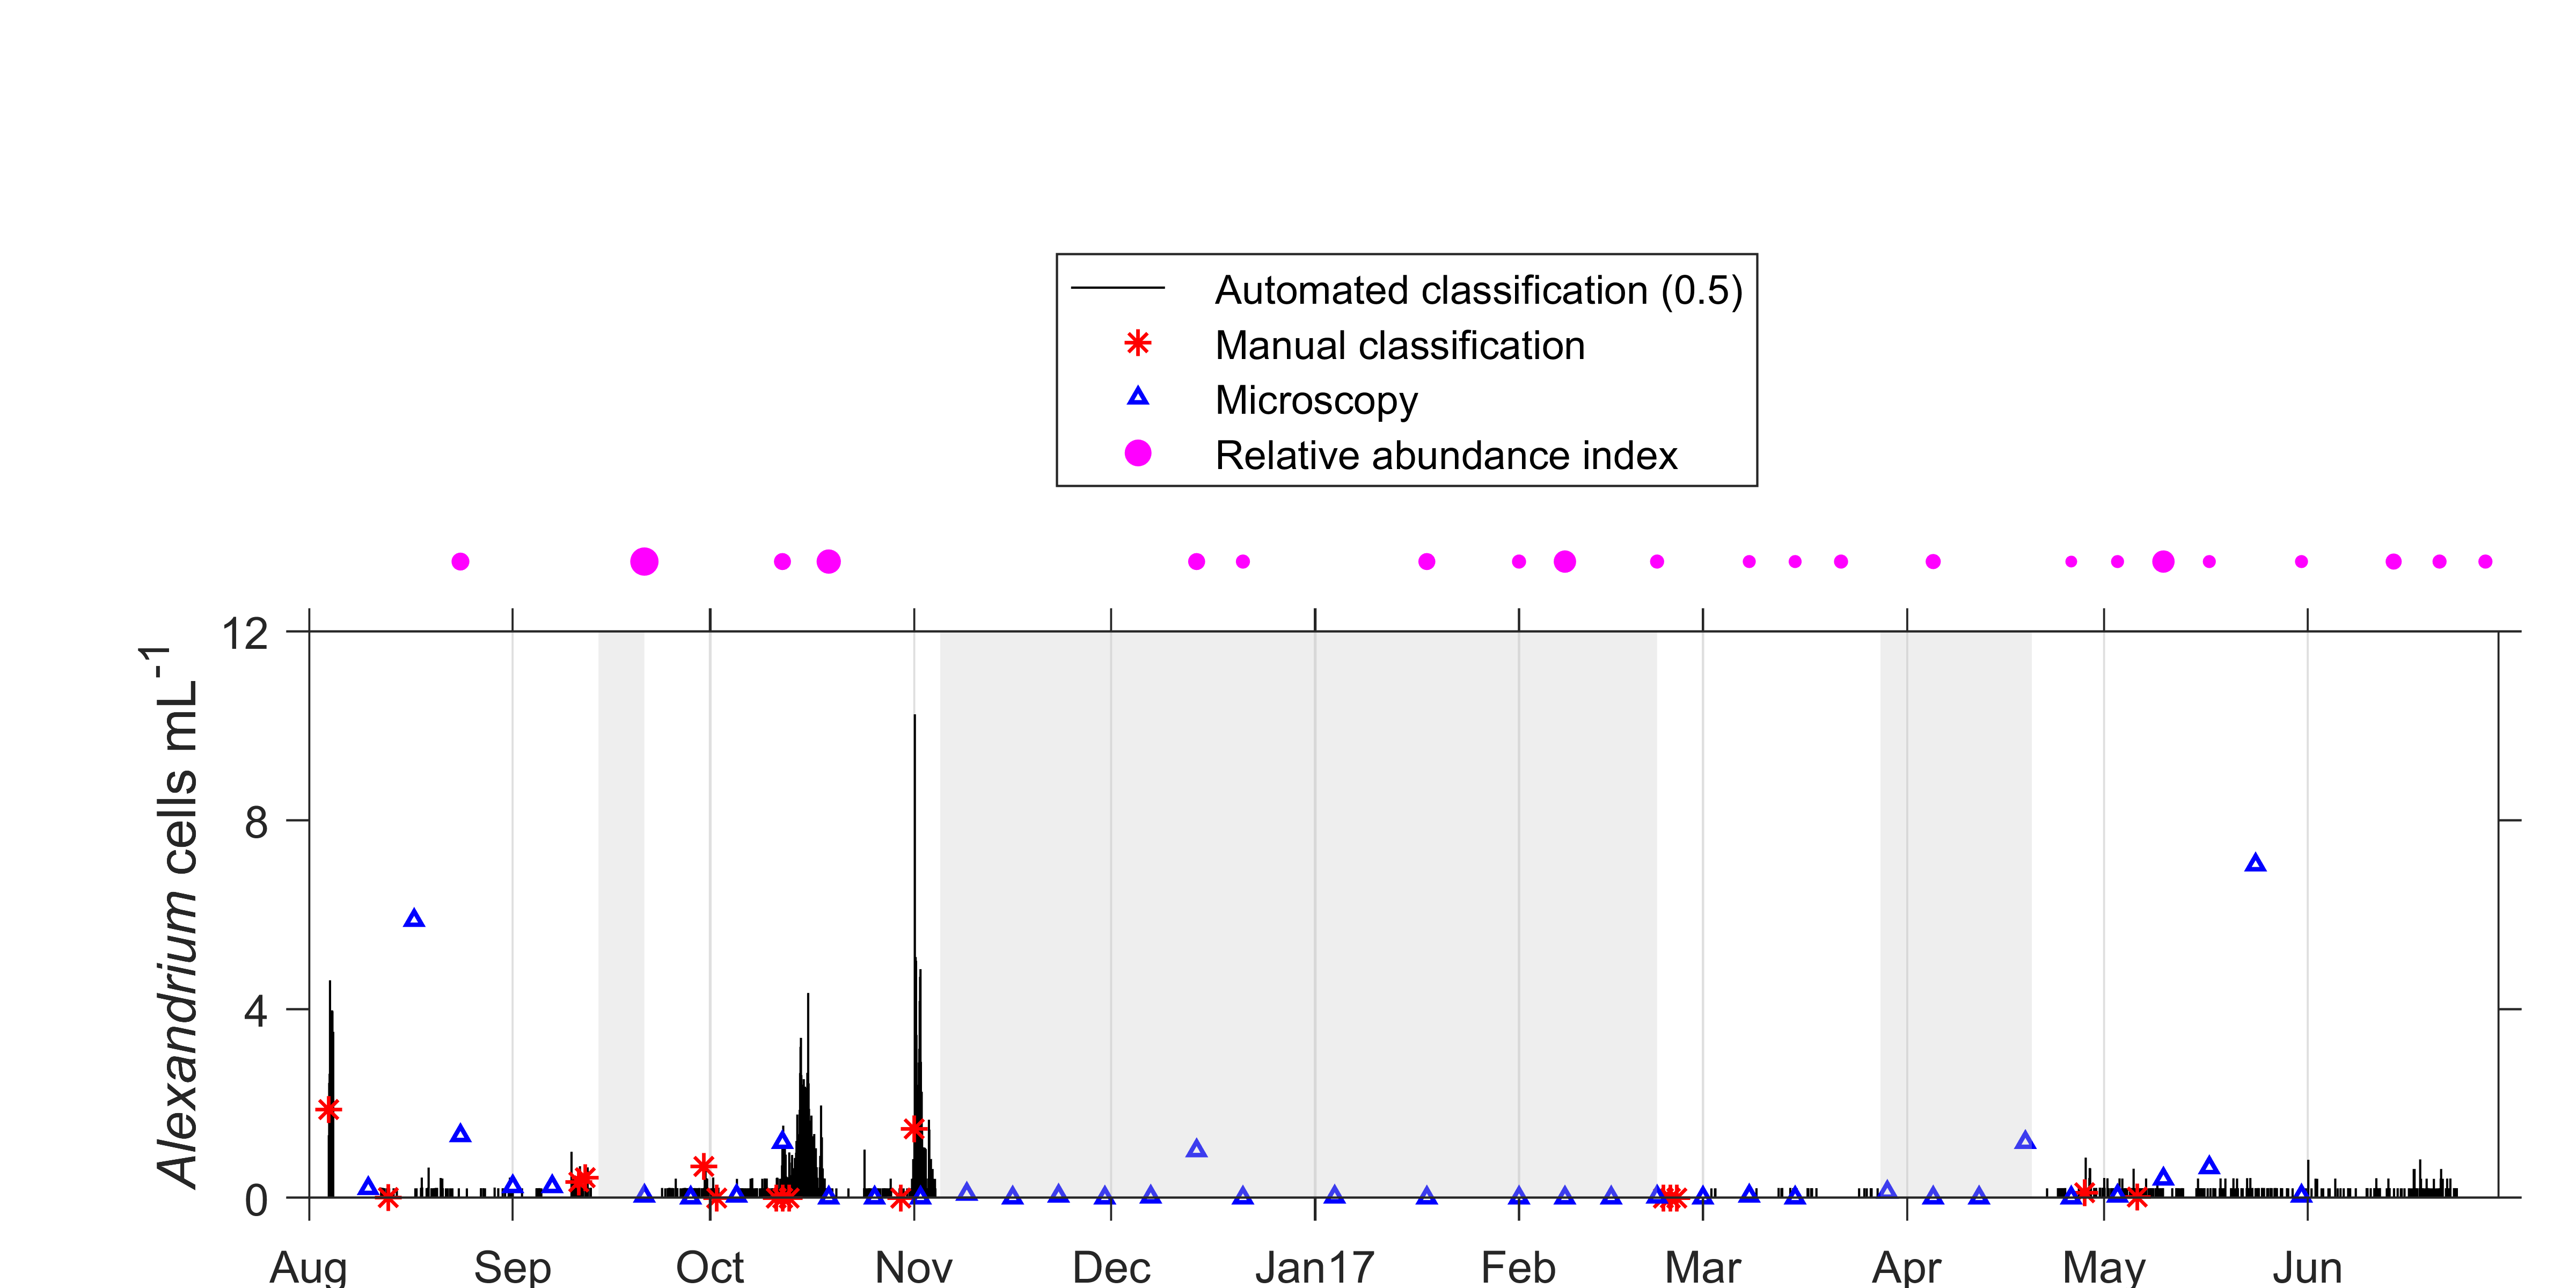 Automated classification (0.5)
Manual classification
Microscopy
Relative abundance index
Alexandrium cells mL-1
12
8
4
0
Aug Sep Oct Nov Dec Jan17 Feb Mar Apr May Jun